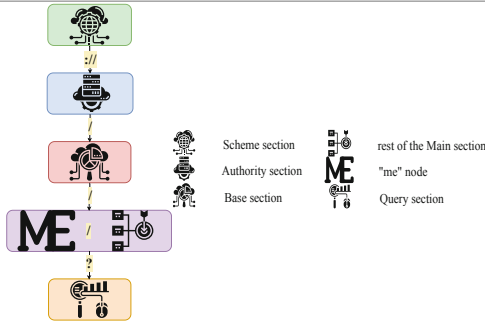 ://
/
/
ME /
?
Scheme section
Authority section
Base section
rest of the Main section
ME "me" node
Query section